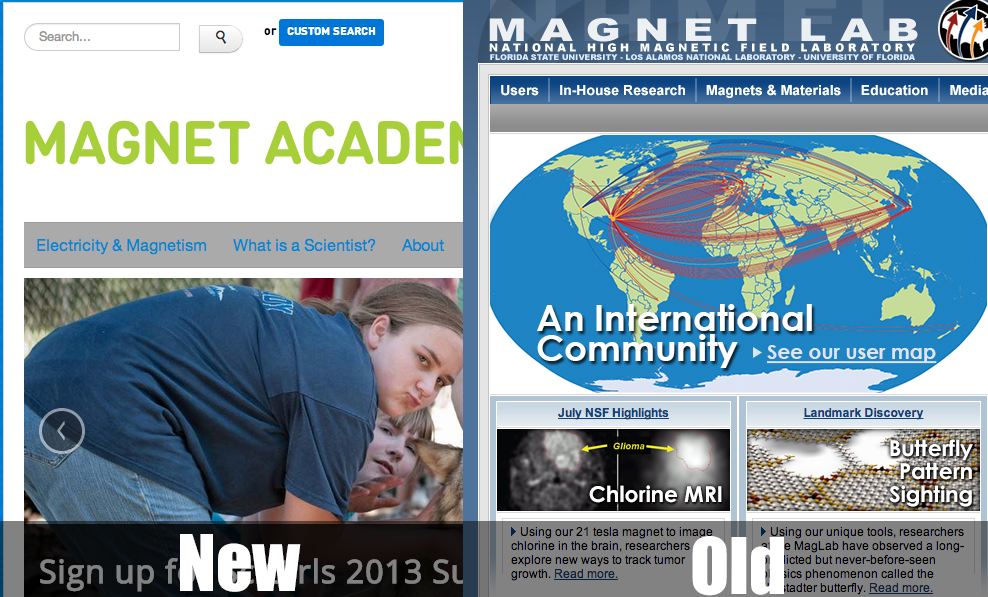 Search...
or
CUSTOM SEARCH
MAGNET ACADEM
Electricity & Magnetism
What is a Scientist?
About
Sign up f
rls 2013 Su
New
MAGNET LAB
NATIONAL HIGH MAGNETIC FIELD LABORATORY
FLORIDA STATE UNIVERSITY - LOS ALAMOS NATIONAL LABORATORY - UNIVERSITY OF FLORIDA
Users
In-House Research
Magnets & Materials
Education
Media
An International
Community
See our user map
July NSF Highlights
Glioma
Chlorine MRI
Using our 21 tesla magnet to image
chlorine in the brain, researchers
explore new ways to track tumor
growth. Read more.
Landmark Discovery
Butterfly
Pattern
Sighting
Using our unique tools, researchers
MagLab have observed a long-
dicted but never-before-seen
sics phenomenon called the
stadter butterfly. Read more.
Old